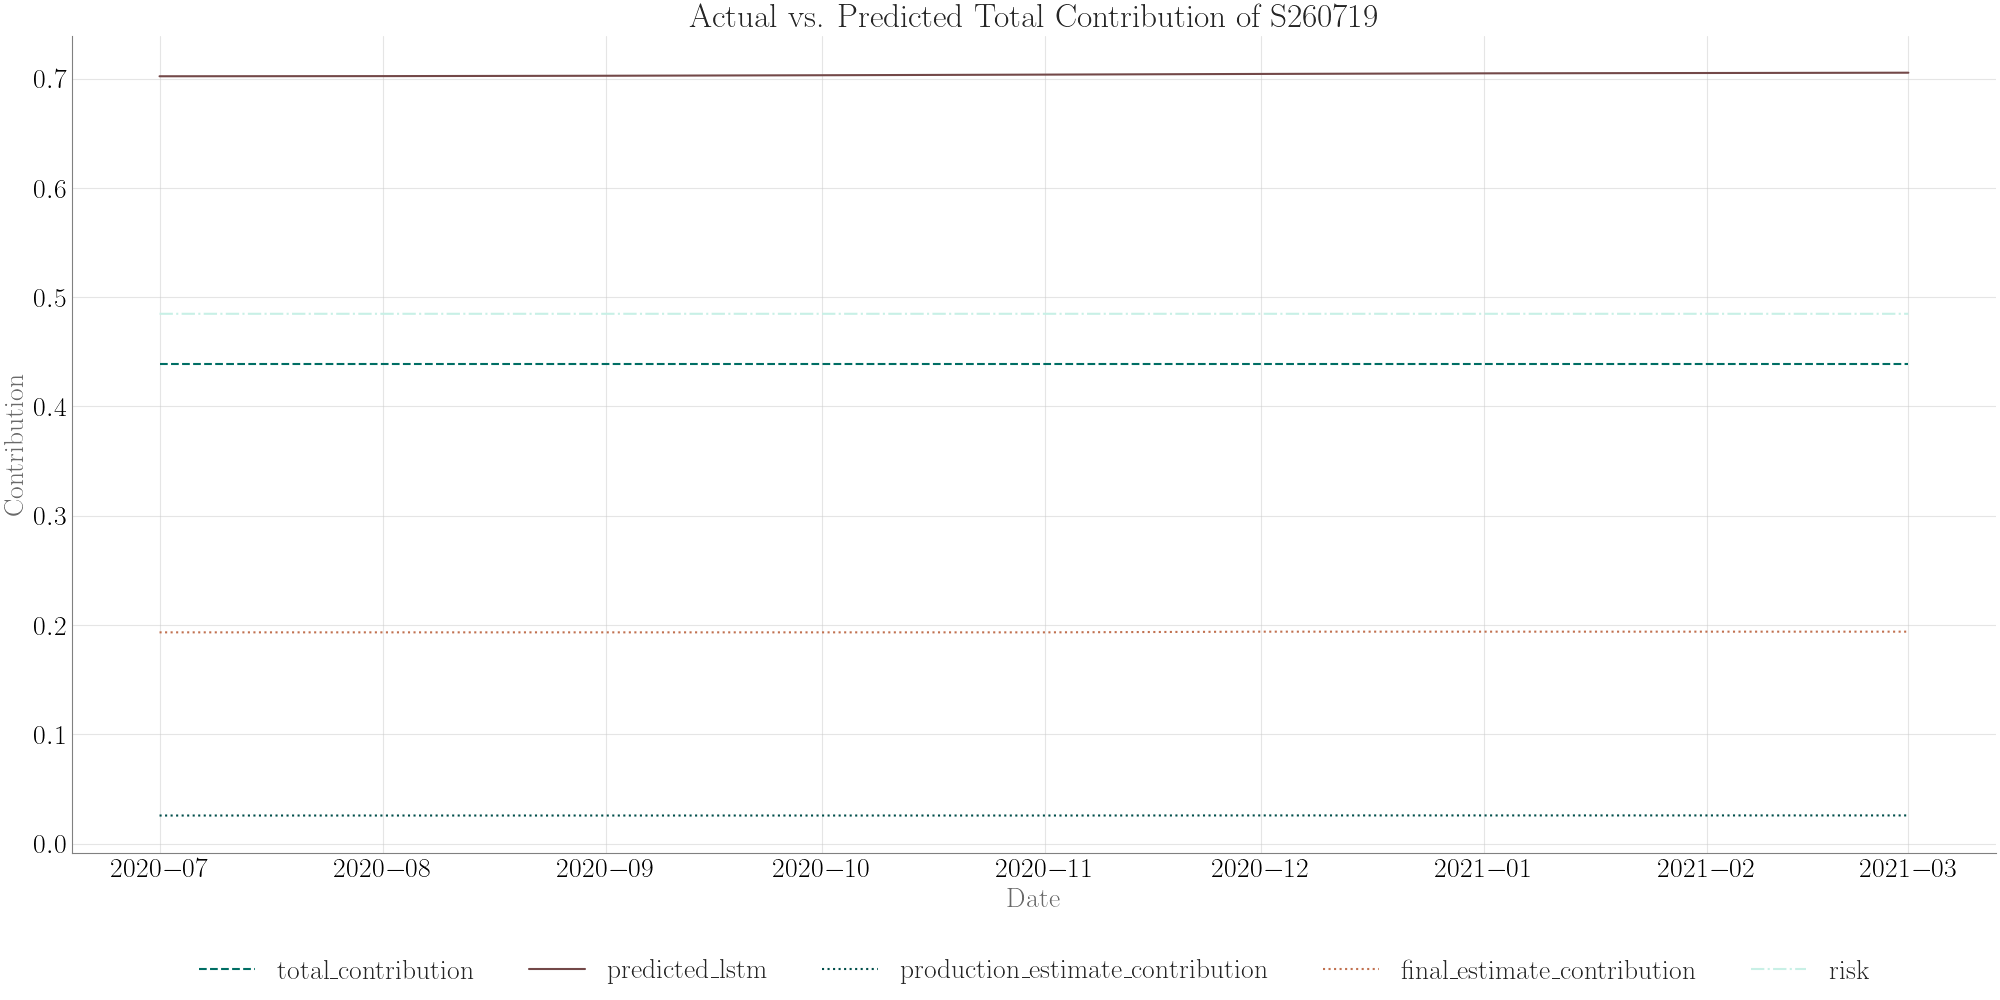 Actual vs. Predicted Total Contribution of S260719
Contribution
0.7
0.6
0.5
0.4
0.3
0.2
0.1
0.0
2020–07 2020–08 2020–09 2020–10 2020–11 2020–12 2021–01 2021–02 2021–03
Date
total_contribution predicted_lstm production_estimate_contribution final_estimate_contribution risk